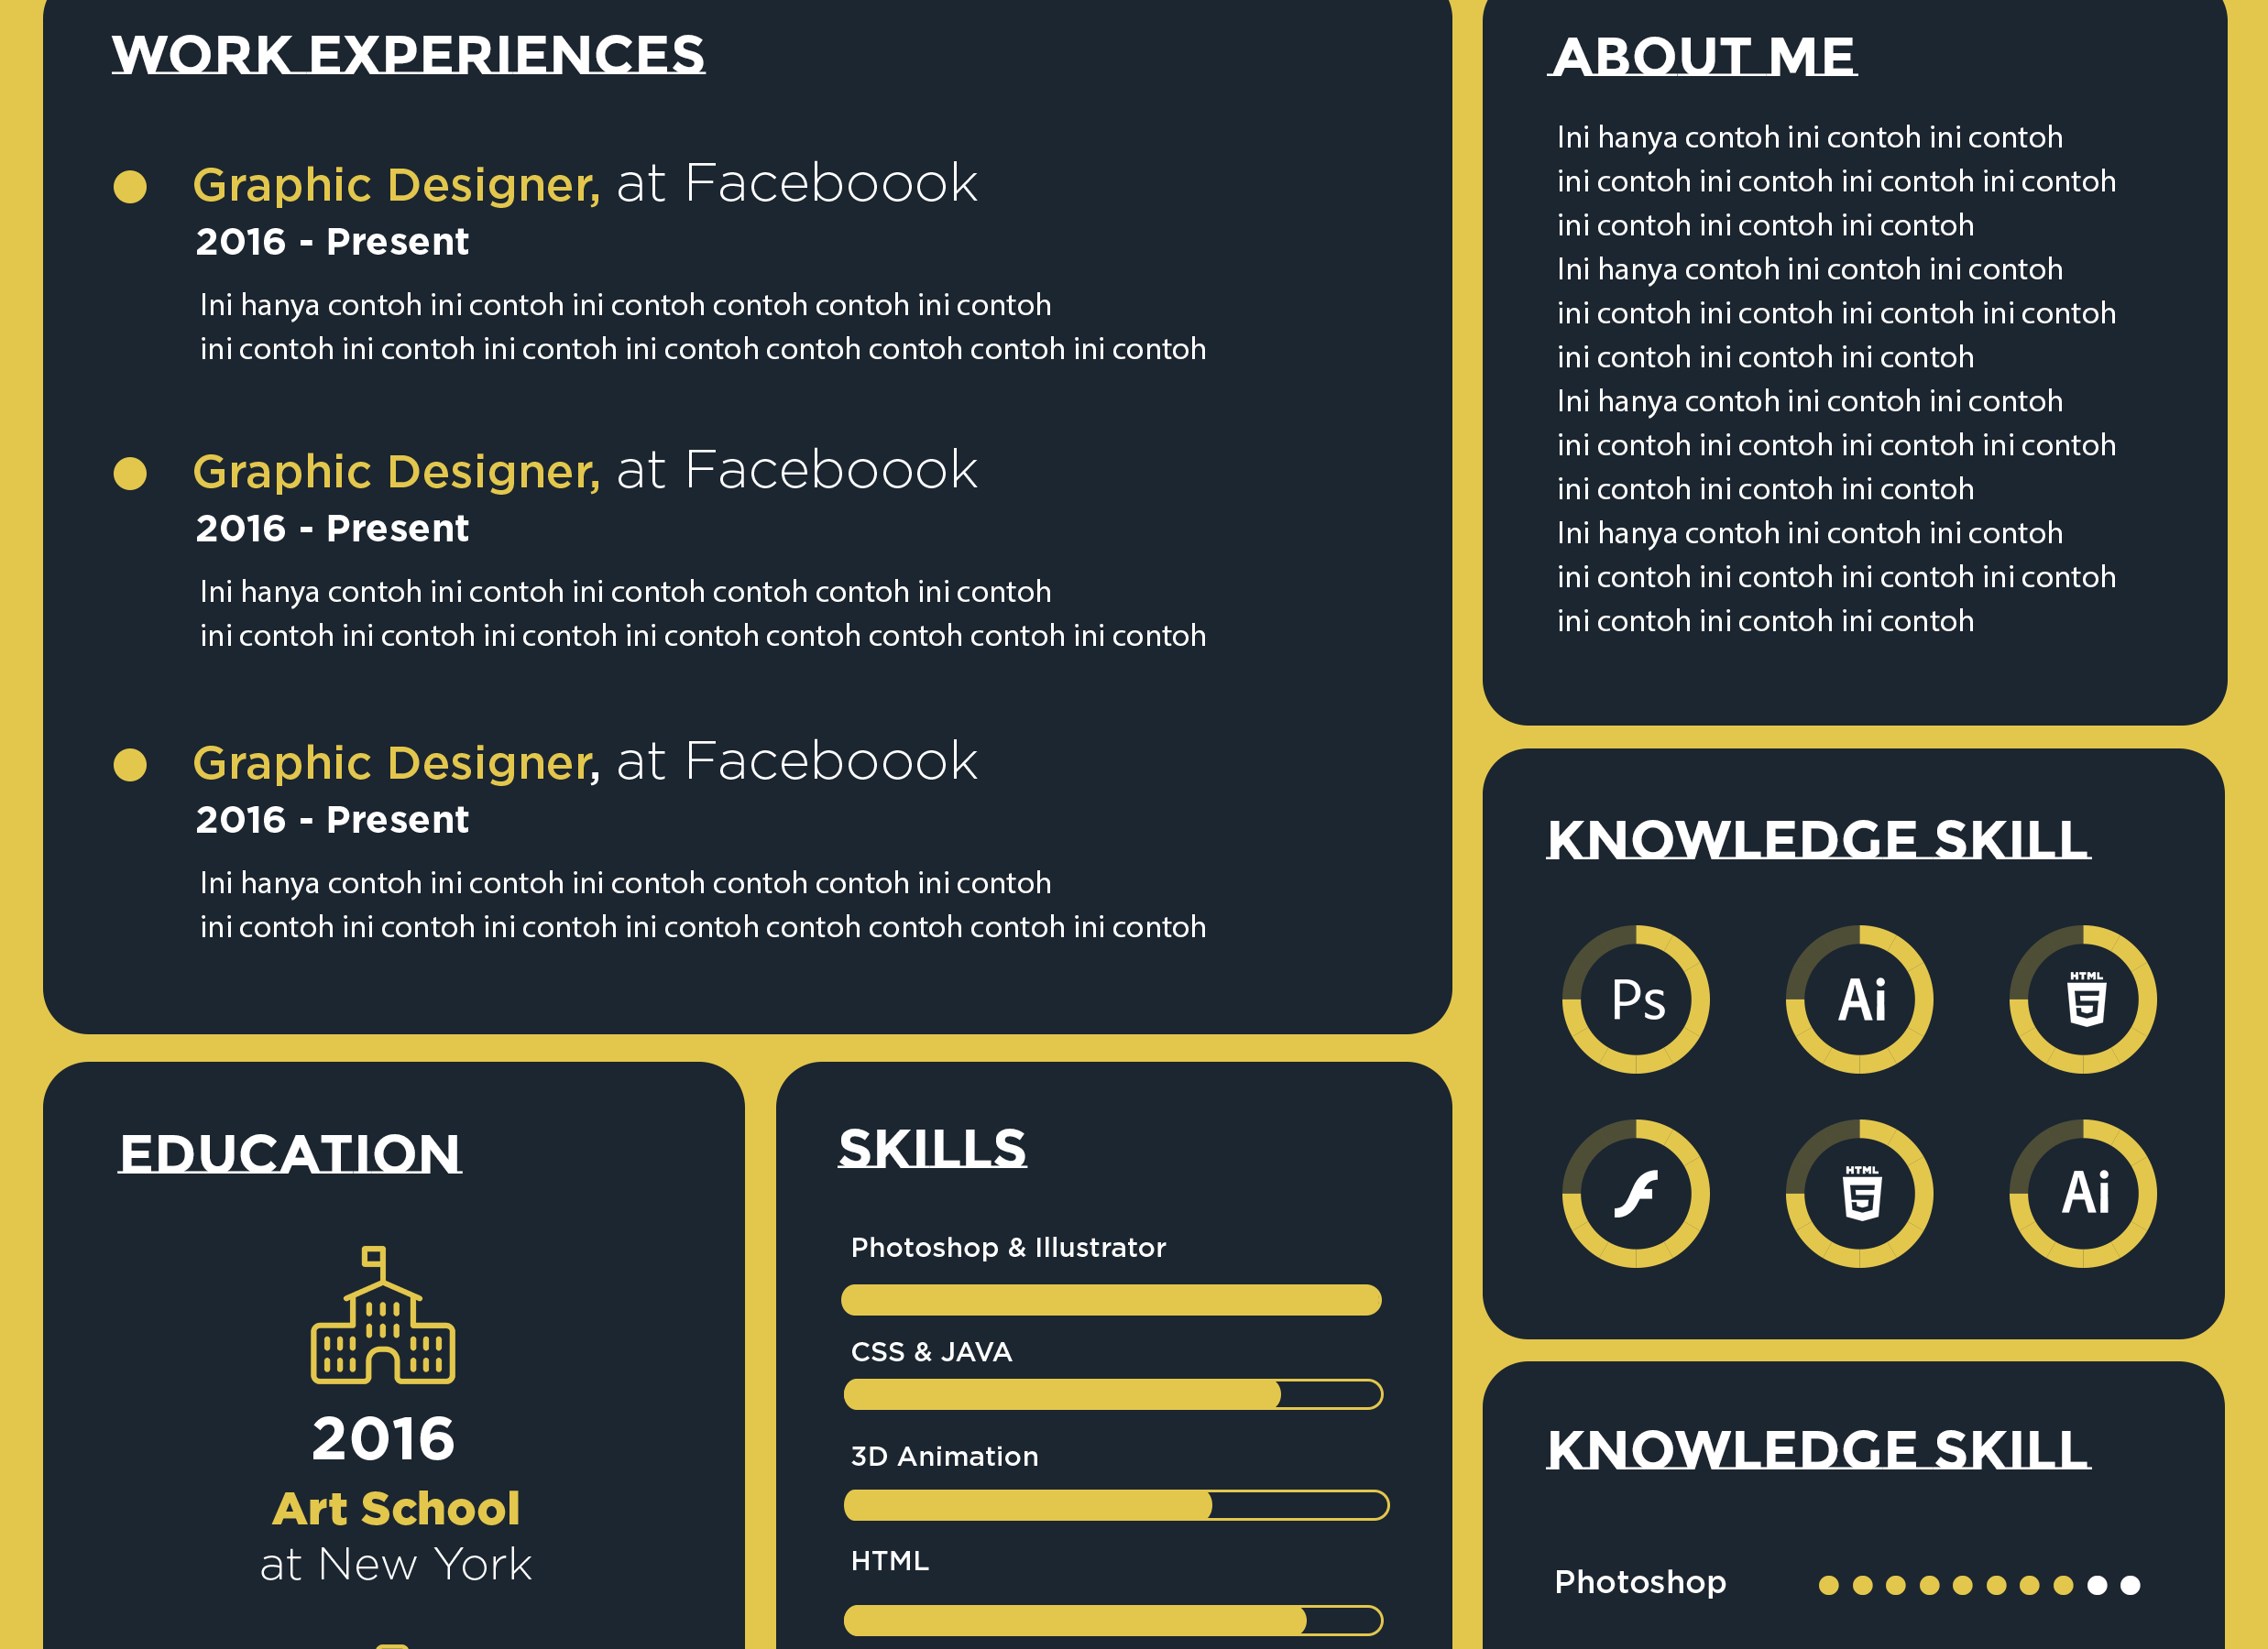 WORK EXPERIENCES
Graphic Designer, at Faceboook
2016 - Present
Ini hanya contoh ini contoh ini contoh contoh contoh ini contoh
ini contoh ini contoh ini contoh ini contoh contoh contoh contoh ini contoh
Graphic Designer, at Faceboook
2016 - Present
Ini hanya contoh ini contoh ini contoh contoh contoh ini contoh
ini contoh ini contoh ini contoh ini contoh contoh contoh contoh ini contoh
Graphic Designer, at Faceboook
2016 - Present
Ini hanya contoh ini contoh ini contoh contoh contoh ini contoh
ini contoh ini contoh ini contoh ini contoh contoh contoh contoh ini contoh
EDUCATION
2016
Art School
at New York
SKILLS
Photoshop & Illustrator
CSS & JAVA
3D Animation
HTML
ABOUT ME
Ini hanya contoh ini contoh ini contoh
ini contoh ini contoh ini contoh ini contoh
ini contoh ini contoh ini contoh
Ini hanya contoh ini contoh ini contoh
ini contoh ini contoh ini contoh ini contoh
ini contoh ini contoh ini contoh
Ini hanya contoh ini contoh ini contoh
ini contoh ini contoh ini contoh ini contoh
ini contoh ini contoh ini contoh
Ini hanya contoh ini contoh ini contoh
ini contoh ini contoh ini contoh ini contoh
ini contoh ini contoh ini contoh
KNOWLEDGE SKILL
Ps Ai HTML 5
f HTML 5 Ai
KNOWLEDGE SKILL
Photoshop